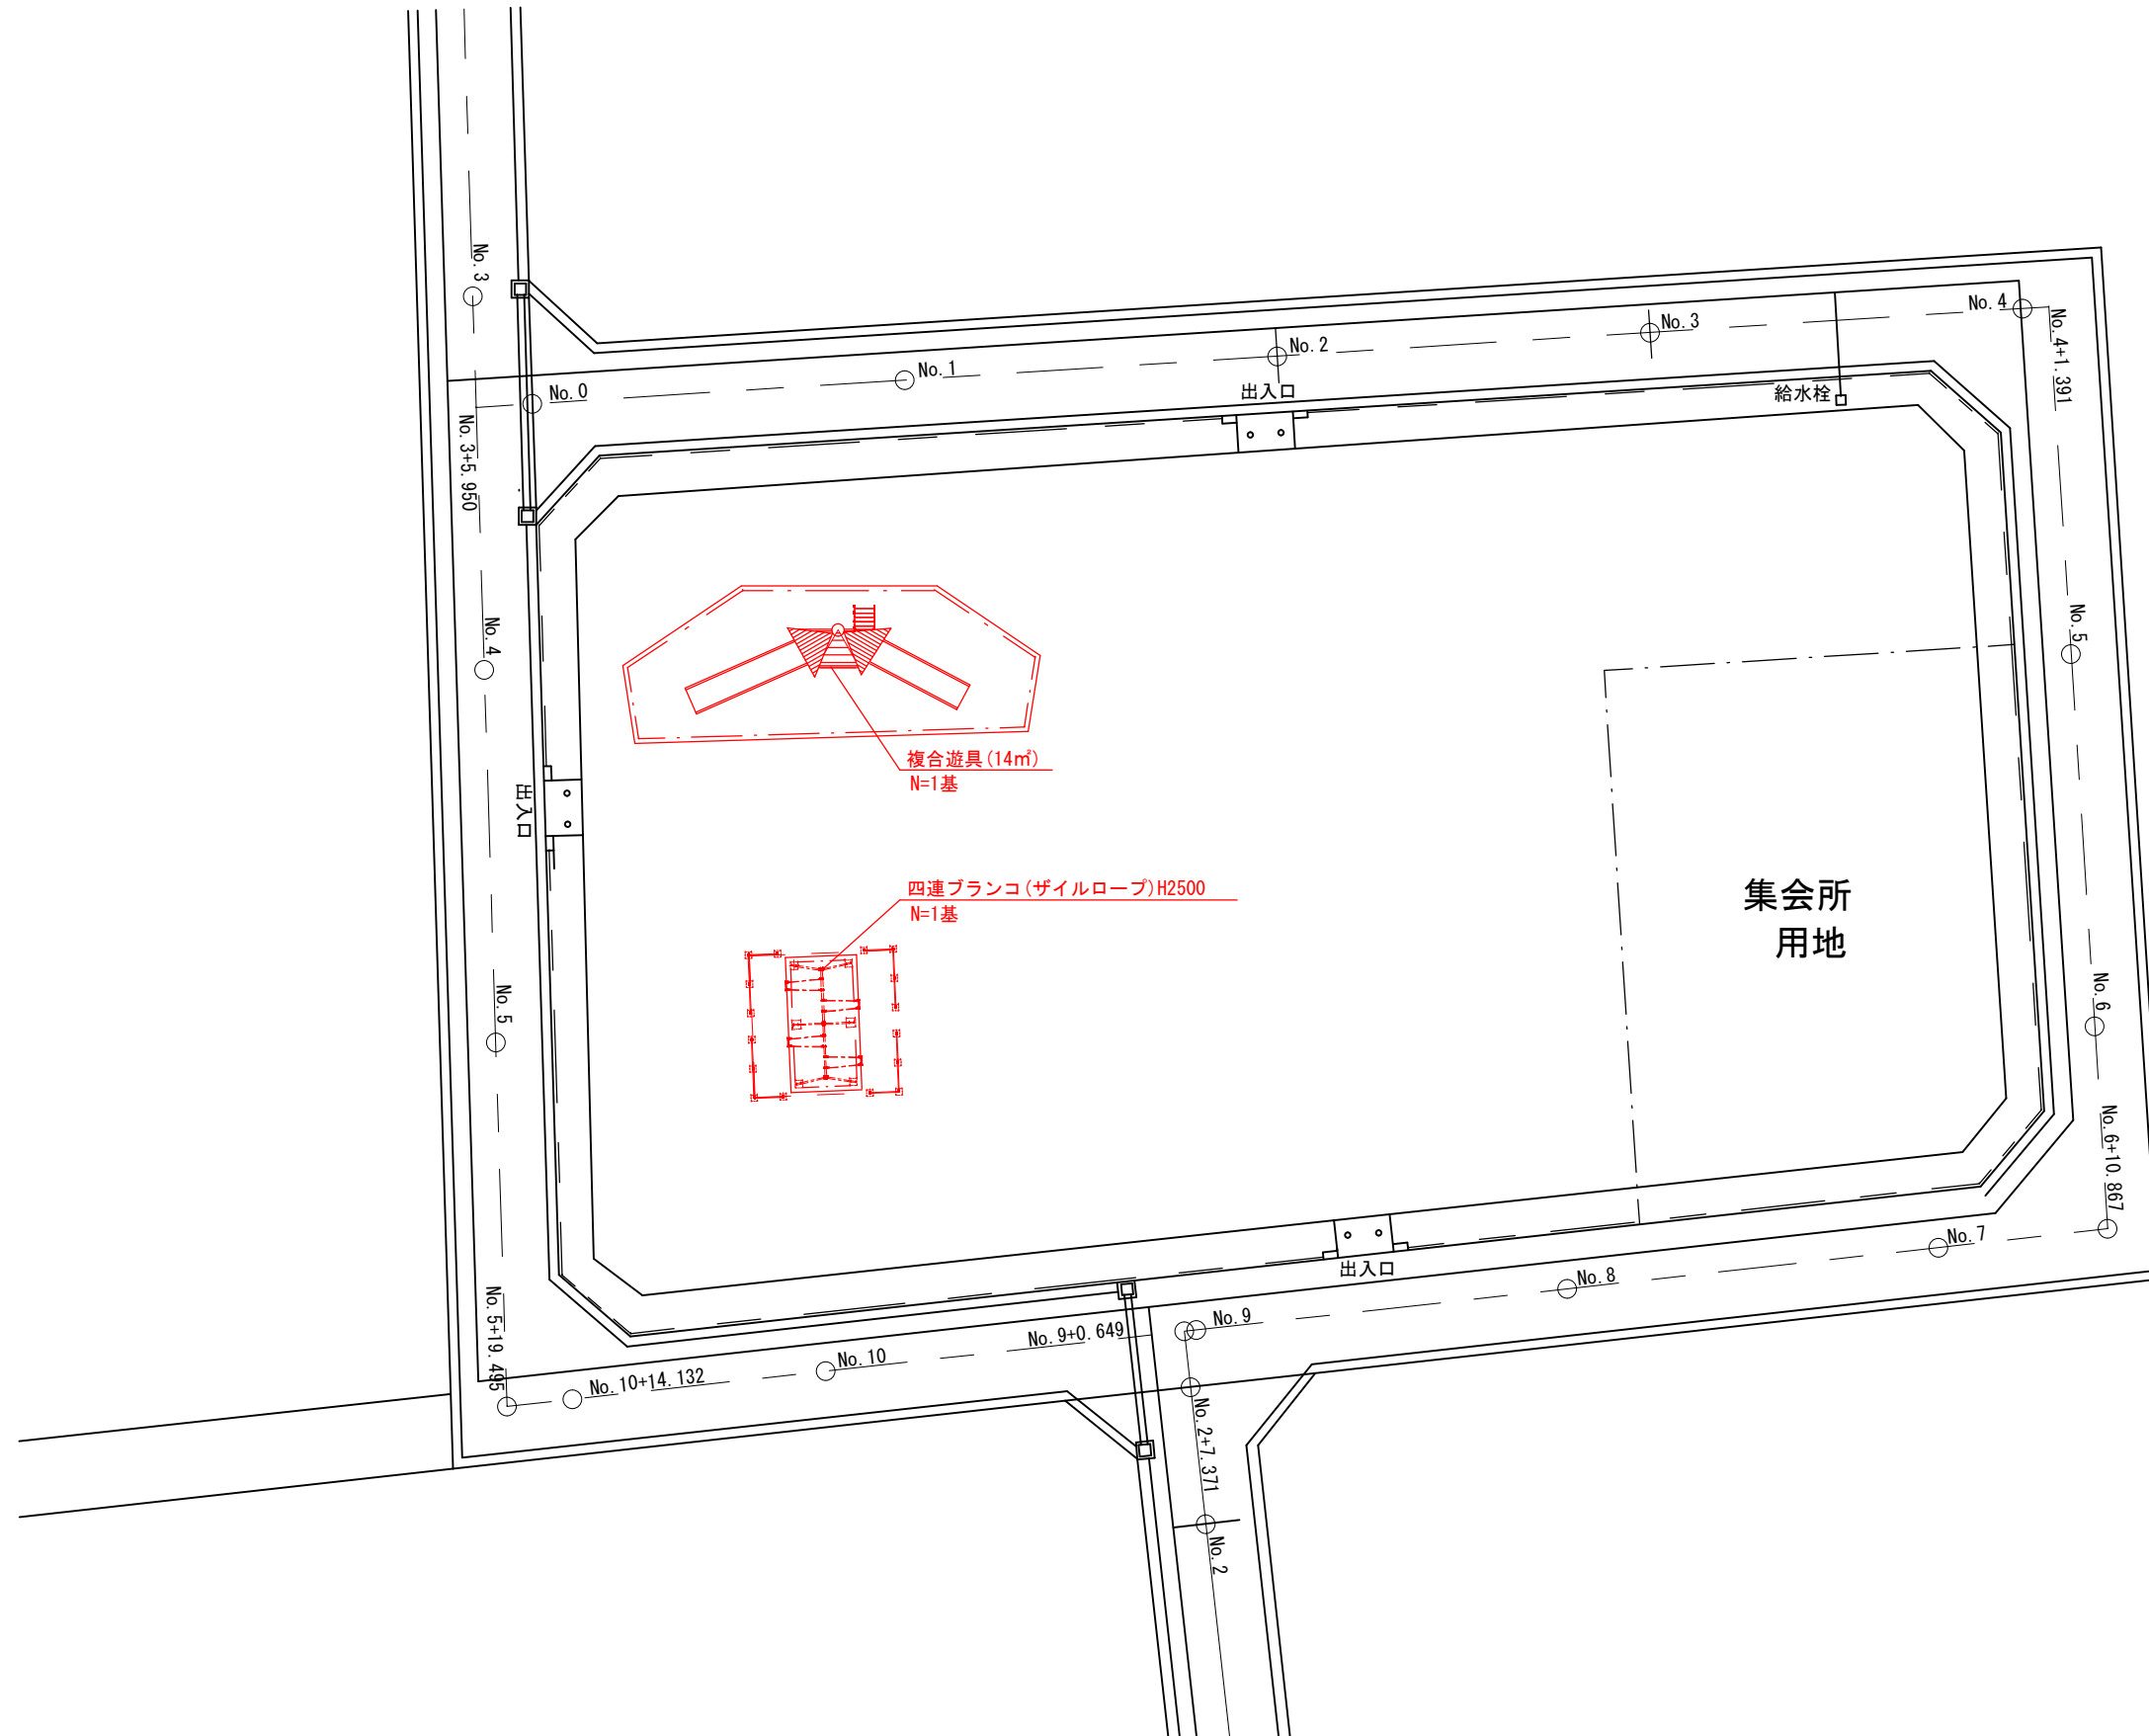 No.3
No.0
No.1
No.2
No.3
No.4
No.4+1.391
出入口
給水栓
No.3+5.950
No.4
No.5
複合遊具(14㎡)
N=1基
出入口
四連ブランコ(ザイルロープ)H2500
N=1基
集会所
用地
No.5
No.6
No.6+10.867
No.7
出入口
No.8
No.9
No.9+0.649
No.10
No.10+14.132
No.5+19.495
No.2+7.371
No.2